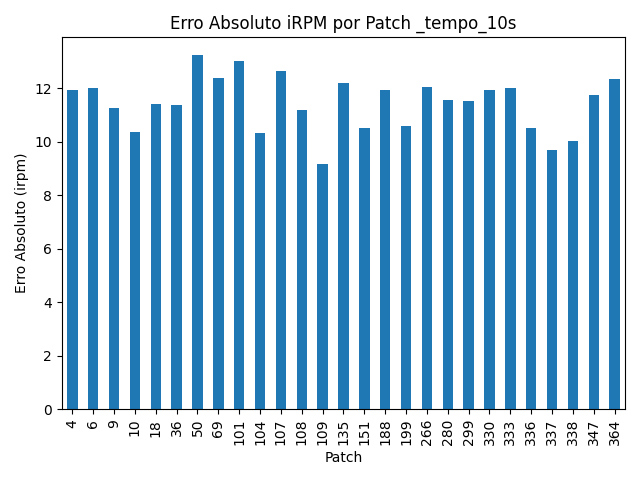 Erro Absoluto iRPM por Patch _tempo_10s
Erro Absoluto (irpm)
12
10
8
6
4
2
0
4 6 9 10 18 36 50 69 101 104 107 108 109 135 151 188 199 266 280 299 330 333 336 337 338 347 364
Patch